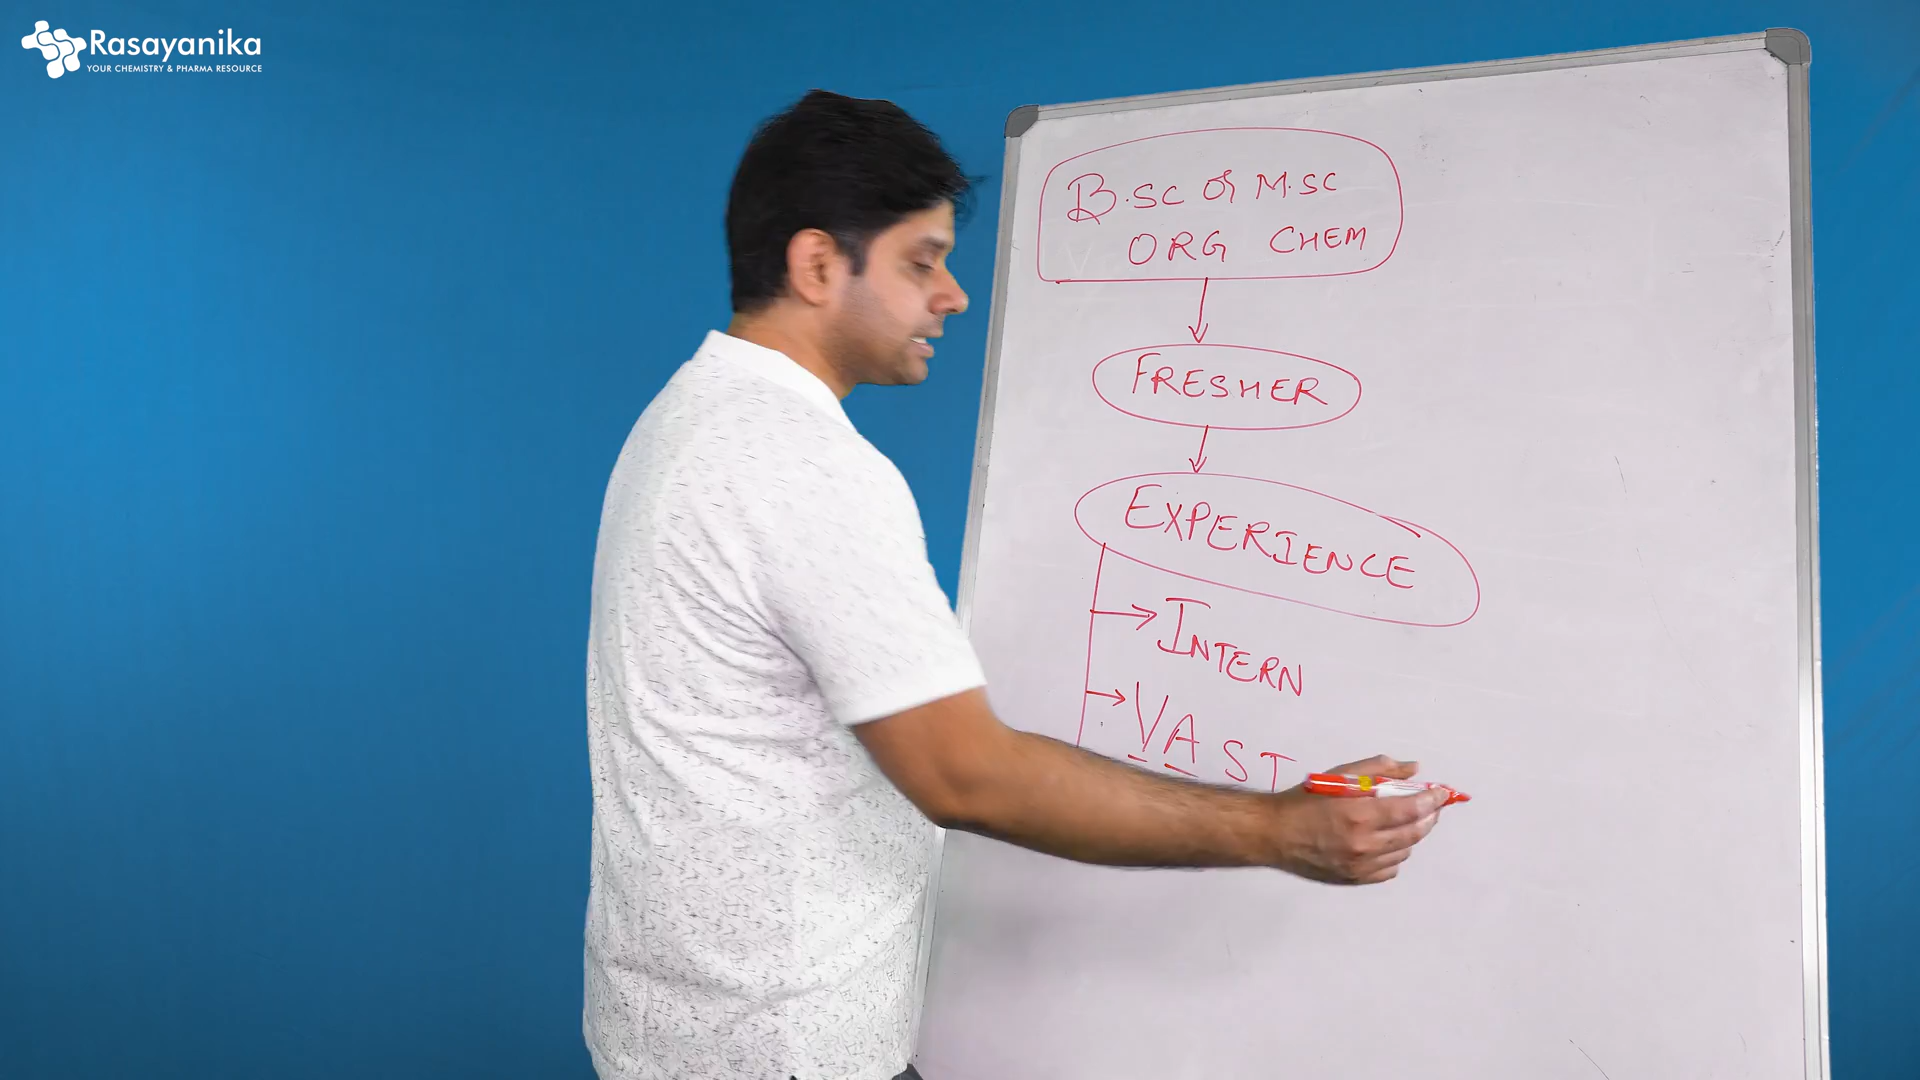 Rasayanika
YOUR CHEMISTRY & PHARMA RESOURCE
B.SC or M.SC
ORG CHEM
FRESHER
EXPERIENCE
INTERN
VAST